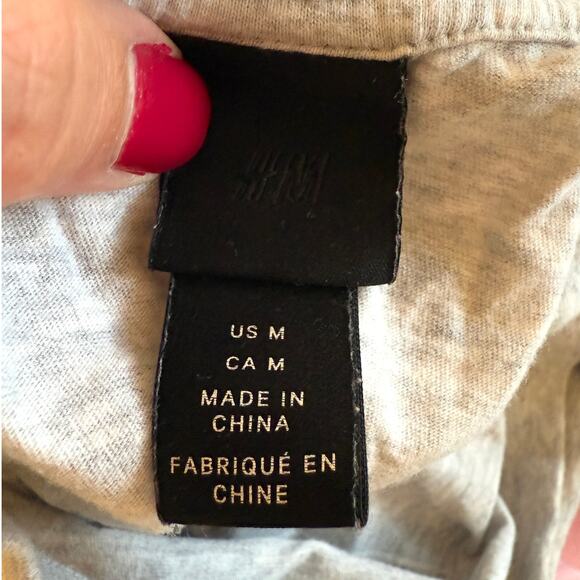 H&M
US M
CA M
MADE IN
CHINA
FABRIQUÉ EN
CHINE